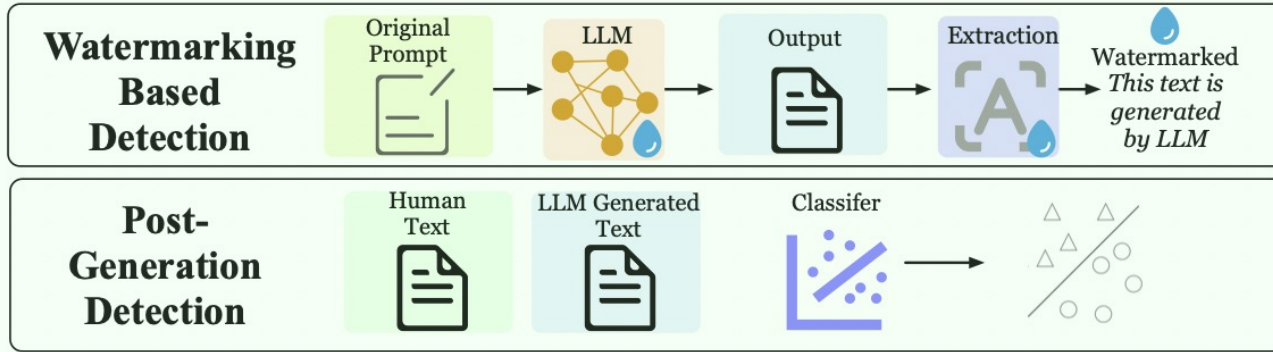 Watermarking
Based
Detection
Original
Prompt
LLM
Output
Extraction
A
Watermarked
This text is
generated
by LLM
Post-
Generation
Detection
Human
Text
LLM Generated
Text
Classifer